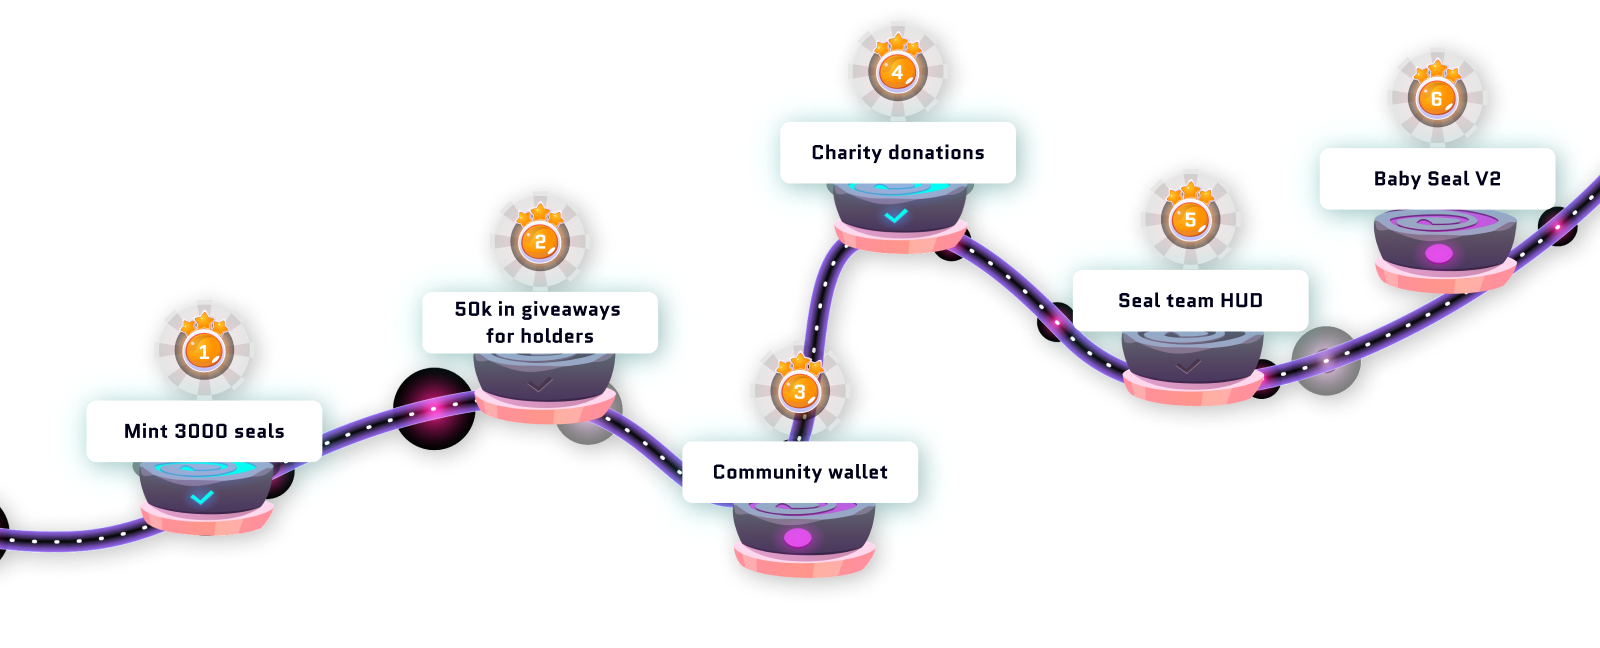 1
Mint 3000 seals
2
50k in giveaways
for holders
3
Community wallet
4
Charity donations
5
Seal team HUD
6
Baby Seal V2